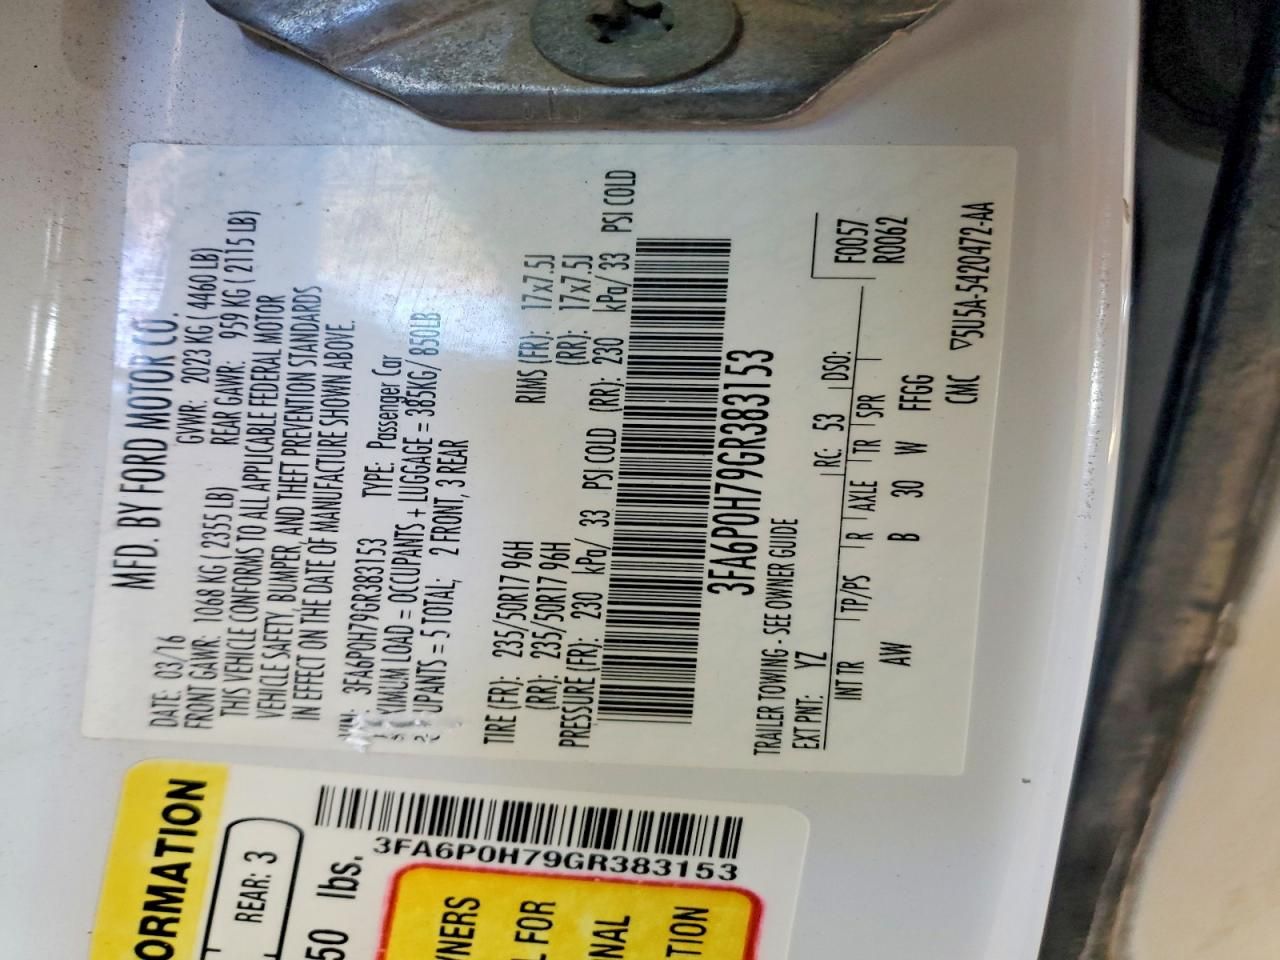 MFD. BY FORD MOTOR CO.
DATE: 03/16 GVWR: 2023 KG ( 4460 LB)
FRONT GAWR: 1068 KG ( 2355 LB) REAR GAWR: 959 KG ( 2115 LB)
THIS VEHICLE CONFORMS TO ALL APPLICABLE FEDERAL MOTOR
VEHICLE SAFETY, BUMPER, AND THEFT PREVENTION STANDARDS
IN EFFECT ON THE DATE OF MANUFACTURE SHOWN ABOVE.
VIN: 3FA6P0H79GR383153 TYPE: Passenger Car
XIMUM LOAD = OCCUPANTS + LUGGAGE = 385KG/ 850LB
UPANTS = 5 TOTAL; 2 FRONT, 3 REAR
TIRE (FR): 235/50R17 96H RIMS (FR): 17x7.5J
(RR): 235/50R17 96H (RR): 17x7.5J
PRESSURE (FR): 230 kPa/ 33 PSI COLD (RR): 230 kPa/ 33 PSI COLD
3FA6P0H79GR383153
TRAILER TOWING - SEE OWNER GUIDE
EXT PNT: YZ RC: 53 DSO: F0057
INT TR TP/PS R AXLE TR SPR R0062
AW B 30 W FFGG
CMC ▽5U5A-5420472-AA
ORMATION
REAR: 3
50 lbs.
3FA6P0H79GR383153
WNERS
L FOR
NAL
TION